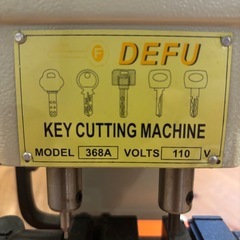 F DEFU
KEY CUTTING MACHINE
MODEL 368A VOLTS 110 V